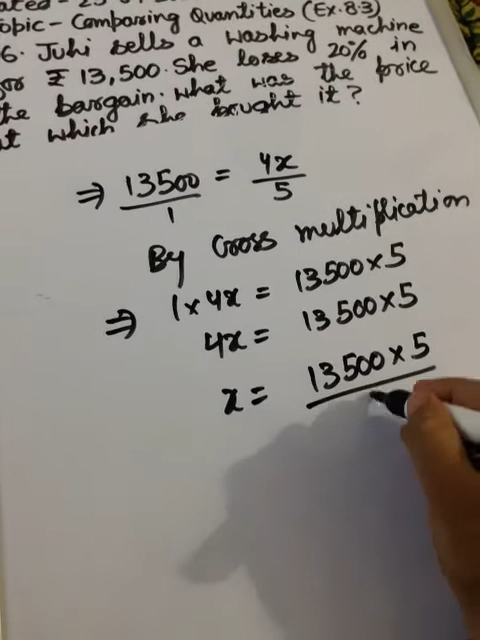 Topic - Comparing Quantities (Ex. 8.3)
6. Juhi sells a washing machine
for ₹ 13,500. She loses 20% in
the bargain. What was the price
at which she bought it?
⇒ 13500/1 = 4x/5
By Cross multiplication
⇒ 1 x 4x = 13500 x 5
4x = 13500 x 5
x = 13500 x 5